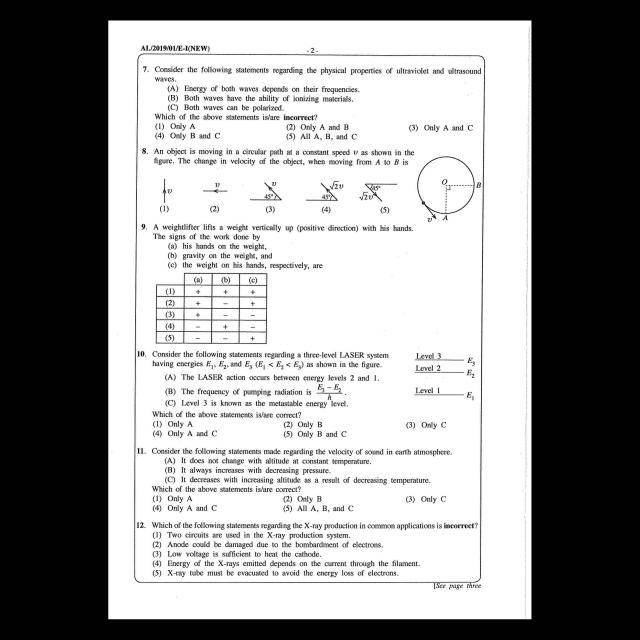 AL/2019/01/E-I(NEW)
- 2 -
7. Consider the following statements regarding the physical properties of ultraviolet and ultrasound
waves.
(A) Energy of both waves depends on their frequencies.
(B) Both waves have the ability of ionizing materials.
(C) Both waves can be polarized.
Which of the above statements is/are incorrect?
(1) Only A (2) Only A and B (3) Only A and C
(4) Only B and C (5) All A, B, and C
8. An object is moving in a circular path at a constant speed v as shown in the
figure. The change in velocity of the object, when moving from A to B is
v v v √2v √2v
45° 45° 45°
(1) (2) (3) (4) (5)
O B
v A
9. A weightlifter lifts a weight vertically up (positive direction) with his hands.
The signs of the work done by
(a) his hands on the weight,
(b) gravity on the weight, and
(c) the weight on his hands, respectively, are
(a) (b) (c)
(1) + + +
(2) + − +
(3) + − −
(4) − + −
(5) − − +
10. Consider the following statements regarding a three-level LASER system
having energies E₁, E₂, and E₃ (E₁ < E₂ < E₃) as shown in the figure.
(A) The LASER action occurs between energy levels 2 and 1.
(B) The frequency of pumping radiation is (E₃ − E₂)/h.
(C) Level 3 is known as the metastable energy level.
Level 3 E₃
Level 2 E₂
Level 1 E₁
Which of the above statements is/are correct?
(1) Only A (2) Only B (3) Only C
(4) Only A and C (5) Only B and C
11. Consider the following statements made regarding the velocity of sound in earth atmosphere.
(A) It does not change with altitude at constant temperature.
(B) It always increases with decreasing pressure.
(C) It decreases with increasing altitude as a result of decreasing temperature.
Which of the above statements is/are correct?
(1) Only A (2) Only B (3) Only C
(4) Only A and C (5) All A, B, and C
12. Which of the following statements regarding the X-ray production in common applications is incorrect?
(1) Two circuits are used in the X-ray production system.
(2) Anode could be damaged due to the bombardment of electrons.
(3) Low voltage is sufficient to heat the cathode.
(4) Energy of the X-rays emitted depends on the current through the filament.
(5) X-ray tube must be evacuated to avoid the energy loss of electrons.
[See page three